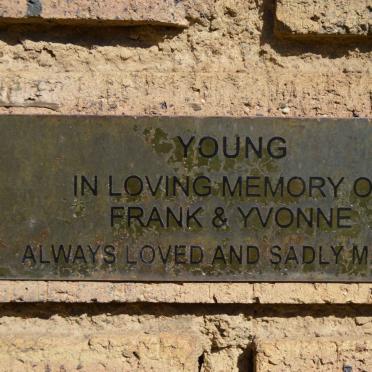 YOUNG
IN LOVING MEMORY O
FRANK & YVONNE
ALWAYS LOVED AND SADLY M